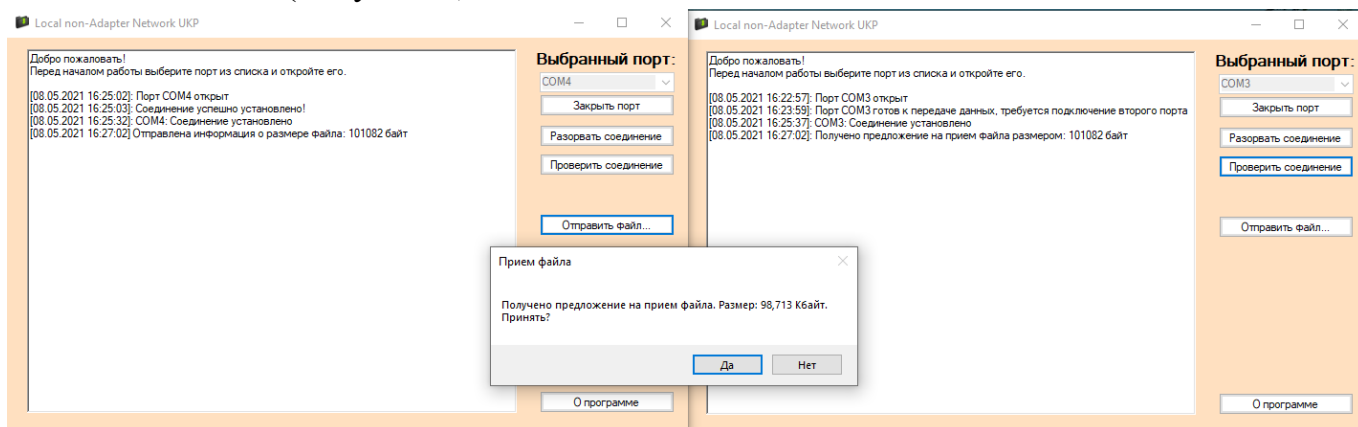 Local non-Adapter Network UKP
Добро пожаловать!
Перед началом работы выберите порт из списка и откройте его.
[08.05.2021 16:25:02]: Порт COM4 открыт
[08.05.2021 16:25:03]: Соединение успешно установлено!
[08.05.2021 16:25:32]: COM4: Соединение установлено
[08.05.2021 16:27:02] Отправлена информация о размере файла: 101082 байт
Выбранный порт:
COM4
Закрыть порт
Разорвать соединение
Проверить соединение
Отправить файл...
О программе
Local non-Adapter Network UKP
Добро пожаловать!
Перед началом работы выберите порт из списка и откройте его.
[08.05.2021 16:22:57]: Порт COM3 открыт
[08.05.2021 16:23:59]: Порт COM3 готов к передаче данных, требуется подключение второго порта
[08.05.2021 16:25:37]: COM3: Соединение установлено
[08.05.2021 16:27:02]: Получено предложение на прием файла размером: 101082 байт
Выбранный порт:
COM3
Закрыть порт
Разорвать соединение
Проверить соединение
Отправить файл...
О программе
Прием файла
Получено предложение на прием файла. Размер: 98,713 Кбайт.
Принять?
Да
Нет